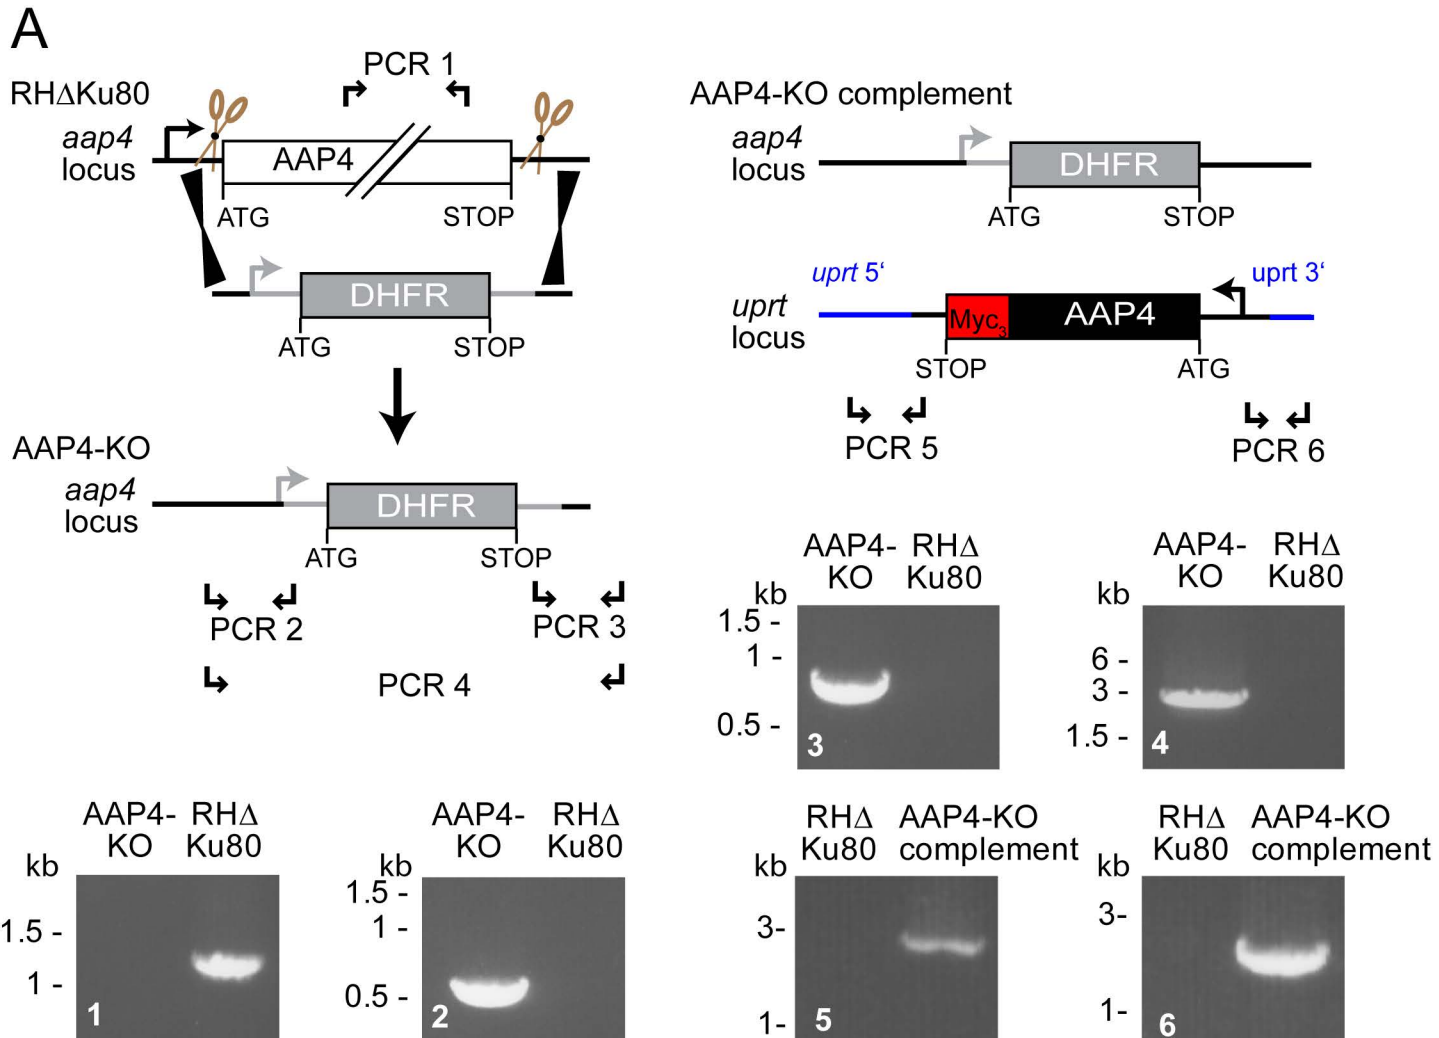 A
PCR 1
RHΔKu80
aap4
locus
AAP4
ATG
STOP
DHFR
ATG
STOP
AAP4-KO
aap4
locus
DHFR
ATG
STOP
PCR 2
PCR 3
PCR 4
AAP4-KO complement
aap4
locus
DHFR
ATG
STOP
uprt 5‘
uprt 3‘
uprt
locus
Myc3
AAP4
STOP
ATG
PCR 5
PCR 6
AAP4-
KO
RHΔ
Ku80
kb
1.5 -
1 -
0.5 -
3
AAP4-
KO
RHΔ
Ku80
kb
6 -
3 -
1.5 -
4
AAP4-
KO
RHΔ
Ku80
kb
1.5 -
1 -
1
AAP4-
KO
RHΔ
Ku80
kb
1.5 -
1 -
0.5 -
2
RHΔ
Ku80
AAP4-KO
complement
kb
3-
1-
5
RHΔ
Ku80
AAP4-KO
complement
kb
3-
1-
6